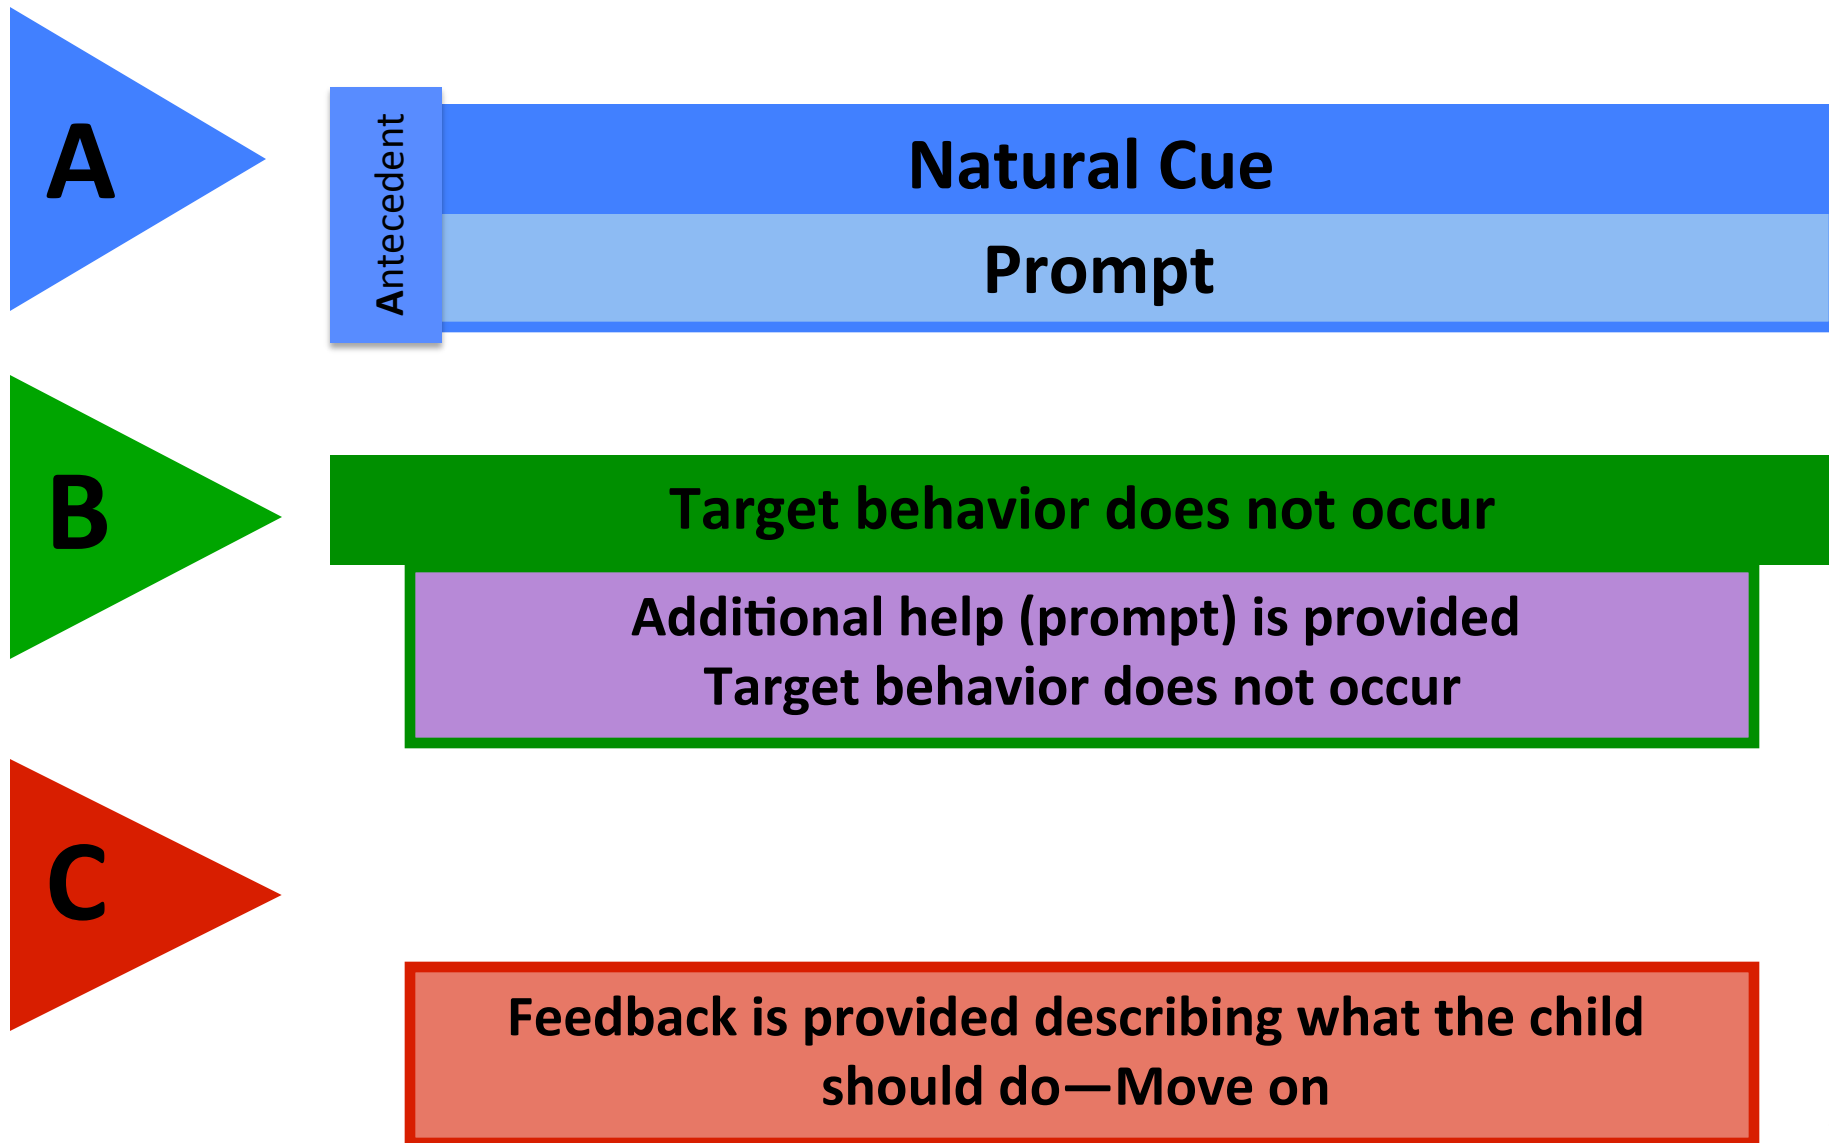 A
Antecedent
Natural Cue
Prompt
B
Target behavior does not occur
Additional help (prompt) is provided
Target behavior does not occur
C
Feedback is provided describing what the child
should do—Move on